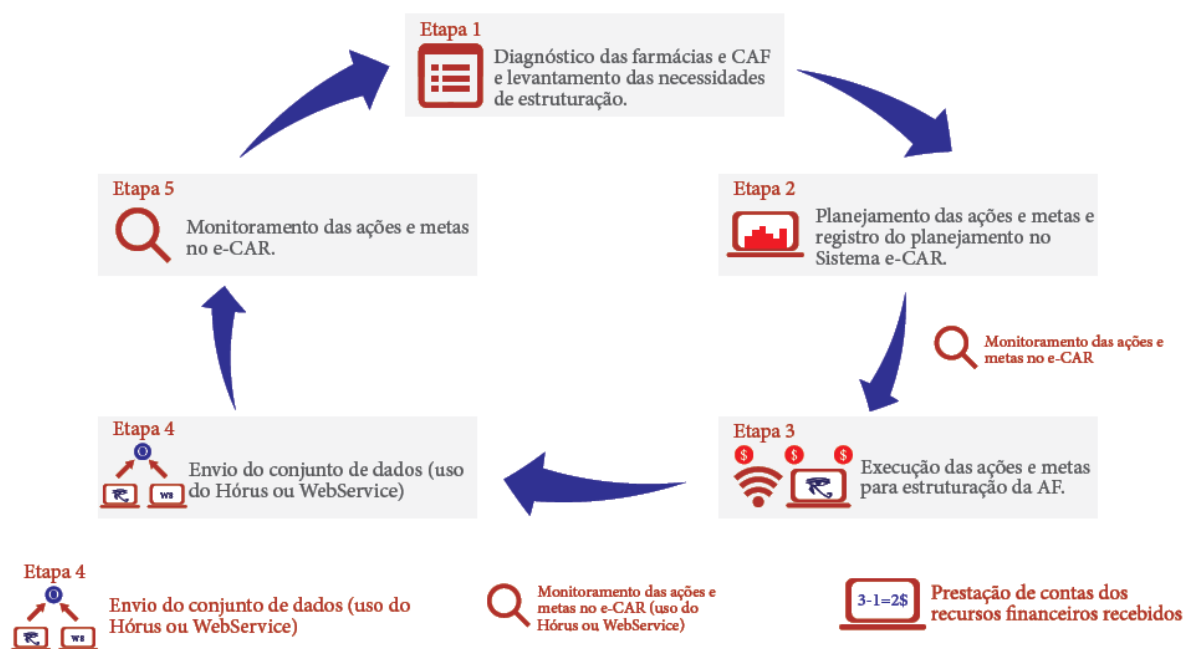 Etapa 1
Diagnóstico das farmácias e CAF
e levantamento das necessidades
de estruturação.
Etapa 5
Monitoramento das ações e metas
no e-CAR.
Etapa 2
Planejamento das ações e metas e
registro do planejamento no
Sistema e-CAR.
Monitoramento das ações e
metas no e-CAR
Etapa 4
O
WS
Envio do conjunto de dados (uso
do Hórus ou WebService)
Etapa 3
$ $ $
Execução das ações e metas
para estruturação da AF.
Etapa 4
O
WS
Envio do conjunto de dados (uso do
Hórus ou WebService)
Monitoramento das ações e
metas no e-CAR (uso do
Hórus ou WebService)
3-1=2$
Prestação de contas dos
recursos financeiros recebidos